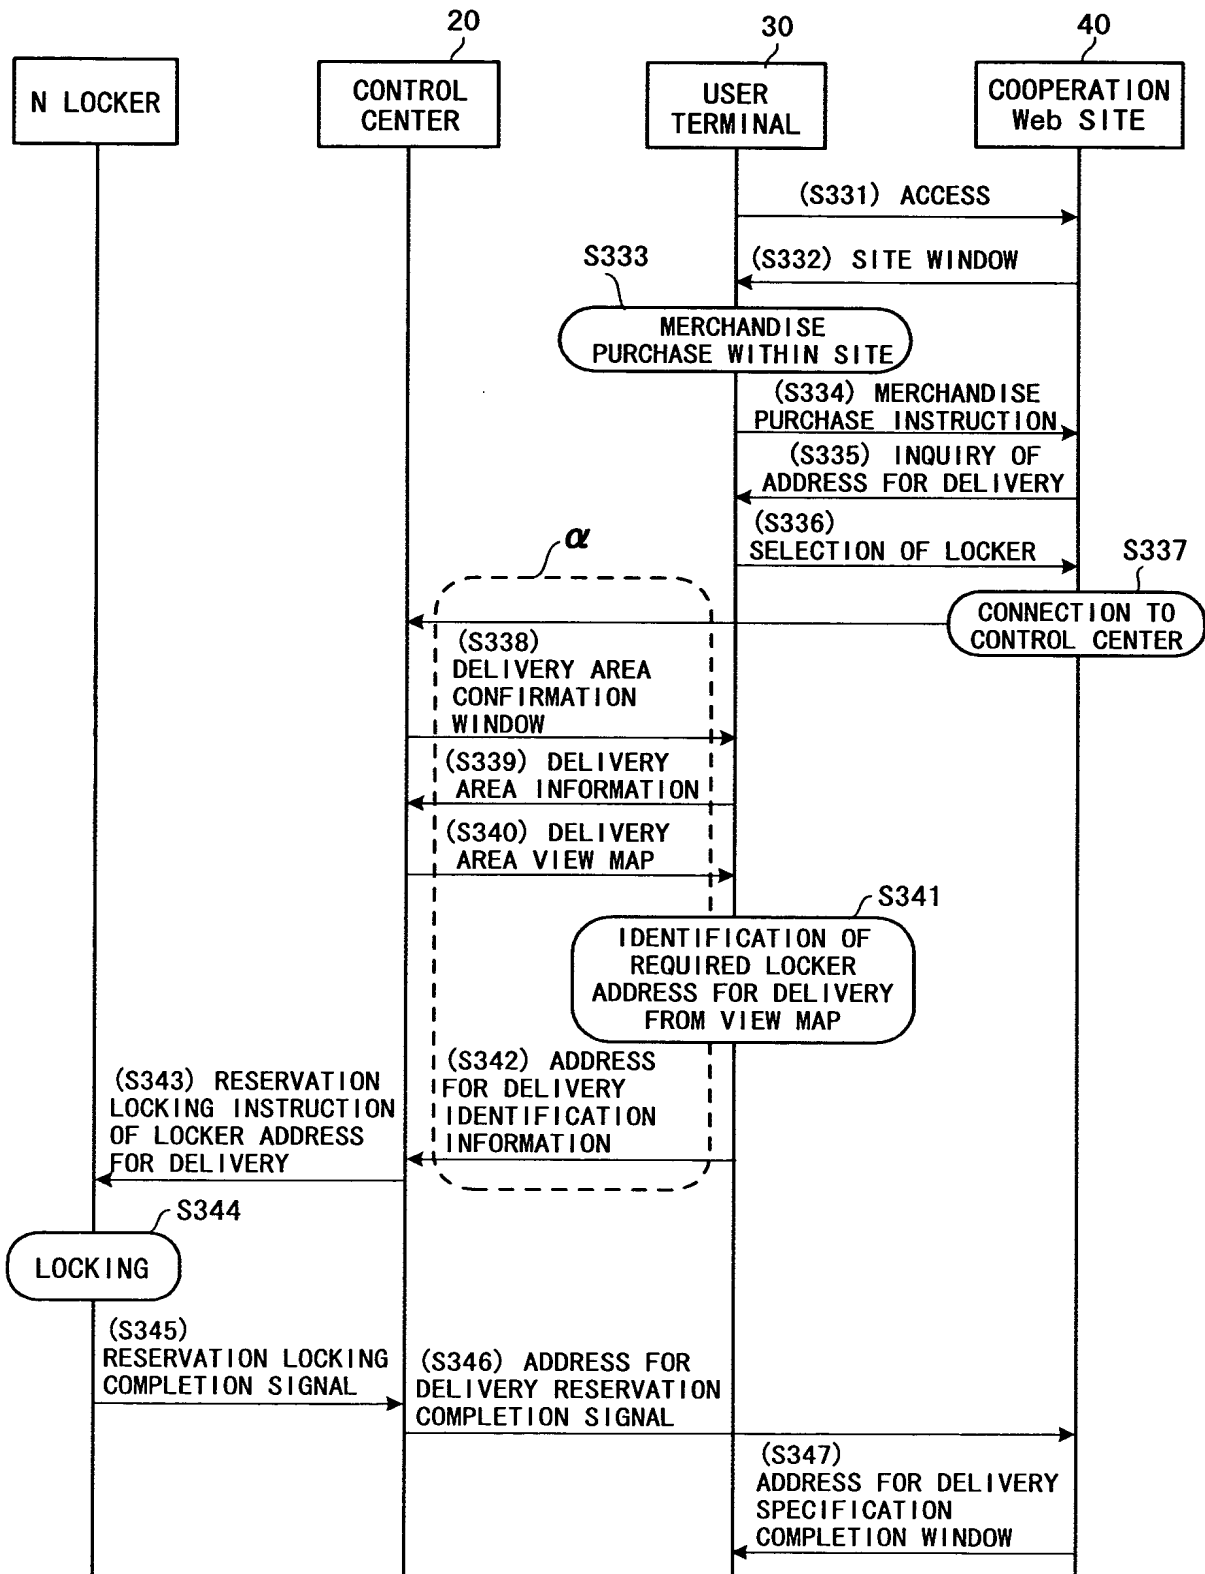 20
30
40
N LOCKER
CONTROL
CENTER
USER
TERMINAL
COOPERATION
Web SITE
(S331) ACCESS
(S332) SITE WINDOW
S333
MERCHANDISE
PURCHASE WITHIN SITE
(S334) MERCHANDISE
PURCHASE INSTRUCTION
(S335) INQUIRY OF
ADDRESS FOR DELIVERY
(S336)
SELECTION OF LOCKER
α
S337
CONNECTION TO
CONTROL CENTER
(S338)
DELIVERY AREA
CONFIRMATION
WINDOW
(S339) DELIVERY
AREA INFORMATION
(S340) DELIVERY
AREA VIEW MAP
S341
IDENTIFICATION OF
REQUIRED LOCKER
ADDRESS FOR DELIVERY
FROM VIEW MAP
(S342) ADDRESS
FOR DELIVERY
IDENTIFICATION
INFORMATION
(S343) RESERVATION
LOCKING INSTRUCTION
OF LOCKER ADDRESS
FOR DELIVERY
S344
LOCKING
(S345)
RESERVATION LOCKING
COMPLETION SIGNAL
(S346) ADDRESS FOR
DELIVERY RESERVATION
COMPLETION SIGNAL
(S347)
ADDRESS FOR DELIVERY
SPECIFICATION
COMPLETION WINDOW